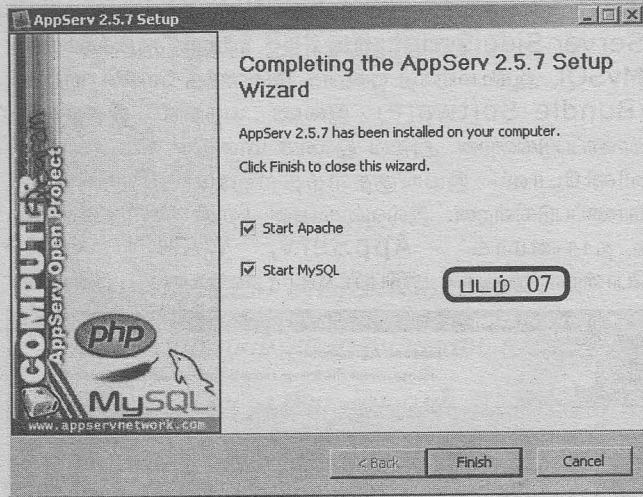 AppServ 2.5.7 Setup
Completing the AppServ 2.5.7 Setup
Wizard
AppServ 2.5.7 has been installed on your computer.
Click Finish to close this wizard.
Start Apache
Start MySQL
படம் 07
COMPUTER
AppServ Open Project
php
MySQL
www.appservnetwork.com
< Back
Finish
Cancel